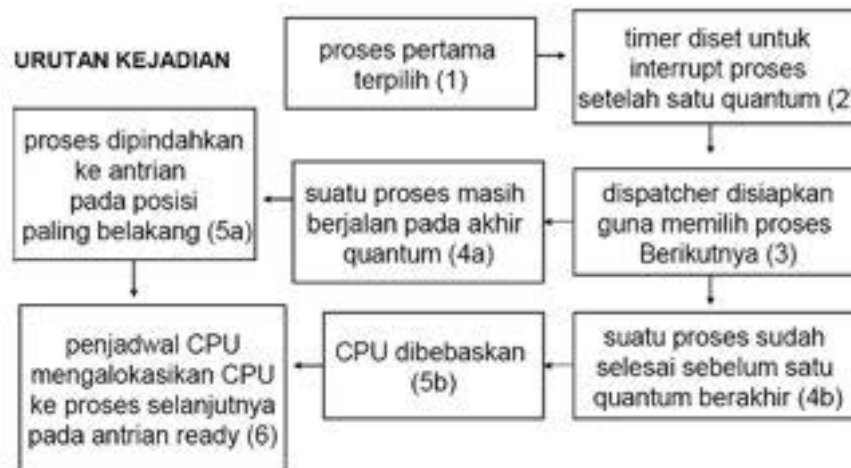 URUTAN KEJADIAN
proses pertama
terpilih (1)
timer diset untuk
interrupt proses
setelah satu quantum (2)
dispatcher disiapkan
guna memilih proses
Berikutnya (3)
suatu proses masih
berjalan pada akhir
quantum (4a)
proses dipindahkan
ke antrian
pada posisi
paling belakang (5a)
suatu proses sudah
selesai sebelum satu
quantum berakhir (4b)
CPU dibebaskan
(5b)
penjadwal CPU
mengalokasikan CPU
ke proses selanjutnya
pada antrian ready (6)